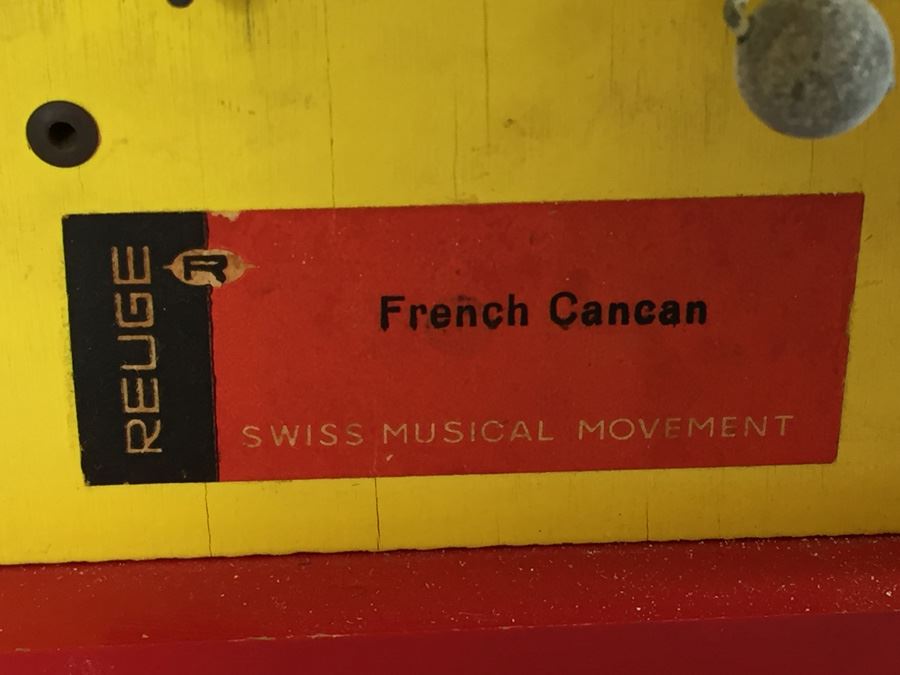 REUGE
R
French Cancan
SWISS MUSICAL MOVEMENT